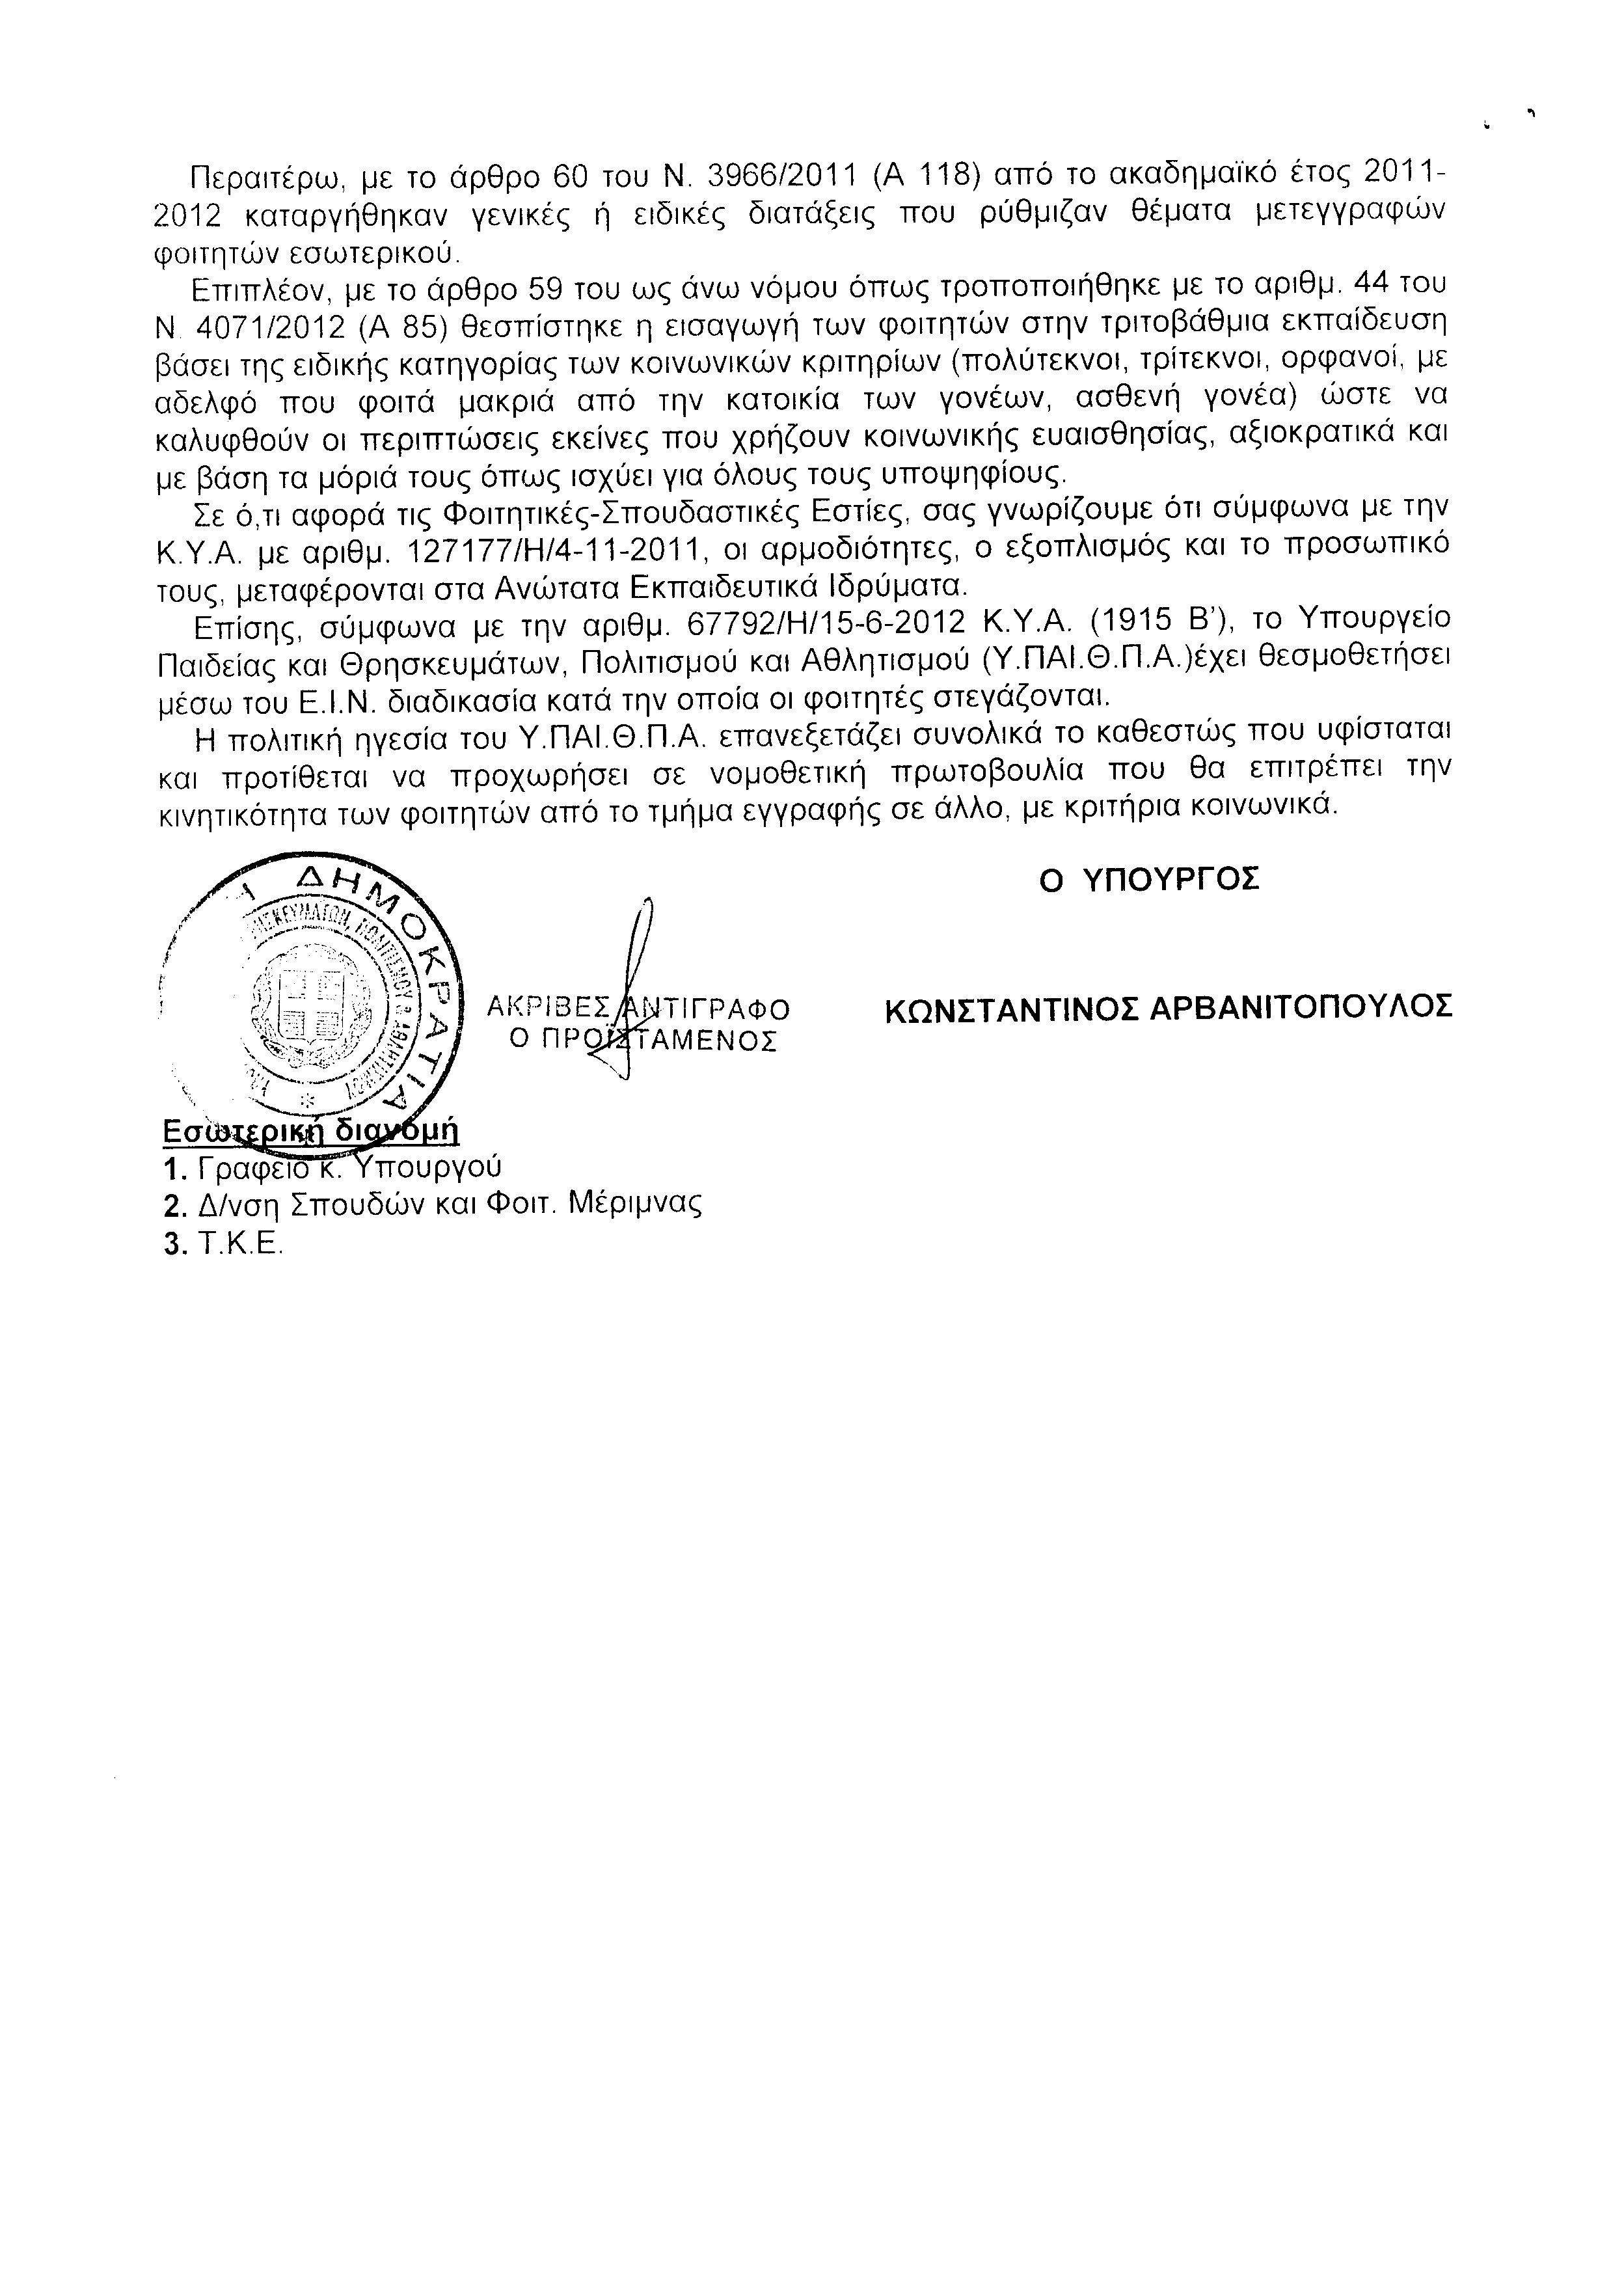 Περαιτέρω, με το άρθρο 60 του Ν. 3966/2011 (Α 118) από το ακαδημαϊκό έτος 2011-
2012 καταργήθηκαν γενικές ή ειδικές διατάξεις που ρύθμιζαν θέματα μετεγγραφών
φοιτητών εσωτερικού.
Επιπλέον, με το άρθρο 59 του ως άνω νόμου όπως τροποποιήθηκε με το αριθμ. 44 του
Ν. 4071/2012 (Α 85) θεσπίστηκε η εισαγωγή των φοιτητών στην τριτοβάθμια εκπαίδευση
βάσει της ειδικής κατηγορίας των κοινωνικών κριτηρίων (πολύτεκνοι, τρίτεκνοι, ορφανοί, με
αδελφό που φοιτά μακριά από την κατοικία των γονέων, ασθενή γονέα) ώστε να
καλυφθούν οι περιπτώσεις εκείνες που χρήζουν κοινωνικής ευαισθησίας, αξιοκρατικά και
με βάση τα μόριά τους όπως ισχύει για όλους τους υποψηφίους.
Σε ό,τι αφορά τις Φοιτητικές-Σπουδαστικές Εστίες, σας γνωρίζουμε ότι σύμφωνα με την
Κ.Υ.Α. με αριθμ. 127177/Η/4-11-2011, οι αρμοδιότητες, ο εξοπλισμός και το προσωπικό
τους, μεταφέρονται στα Ανώτατα Εκπαιδευτικά Ιδρύματα.
Επίσης, σύμφωνα με την αριθμ. 67792/Η/15-6-2012 Κ.Υ.Α. (1915 Β’), το Υπουργείο
Παιδείας και Θρησκευμάτων, Πολιτισμού και Αθλητισμού (Υ.ΠΑΙ.Θ.Π.Α.)έχει θεσμοθετήσει
μέσω του Ε.Ι.Ν. διαδικασία κατά την οποία οι φοιτητές στεγάζονται.
Η πολιτική ηγεσία του Υ.ΠΑΙ.Θ.Π.Α. επανεξετάζει συνολικά το καθεστώς που υφίσταται
και προτίθεται να προχωρήσει σε νομοθετική πρωτοβουλία που θα επιτρέπει την
κινητικότητα των φοιτητών από το τμήμα εγγραφής σε άλλο, με κριτήρια κοινωνικά.
Ο ΥΠΟΥΡΓΟΣ
ΔΗΜΟΚΡΑΤΙΑ
ΑΚΡΙΒΕΣ ΑΝΤΙΓΡΑΦΟ
Ο ΠΡΟΪΣΤΑΜΕΝΟΣ
ΚΩΝΣΤΑΝΤΙΝΟΣ ΑΡΒΑΝΙΤΟΠΟΥΛΟΣ
Εσωτερική διανομή
1. Γραφείο κ. Υπουργού
2. Δ/νση Σπουδών και Φοιτ. Μέριμνας
3. Τ.Κ.Ε.